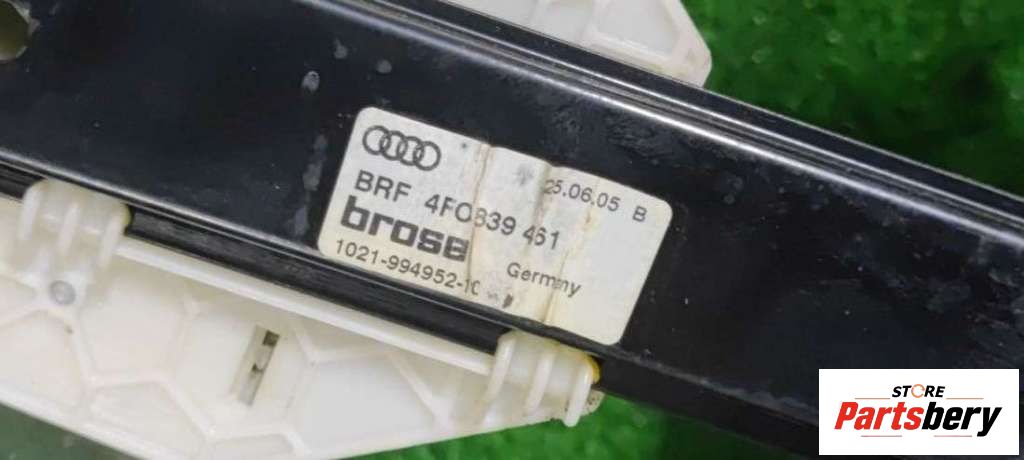 25.06.05 B
BRF 4F0839 461
brose
1021-994952-10
Germany
STORE
Partsbery